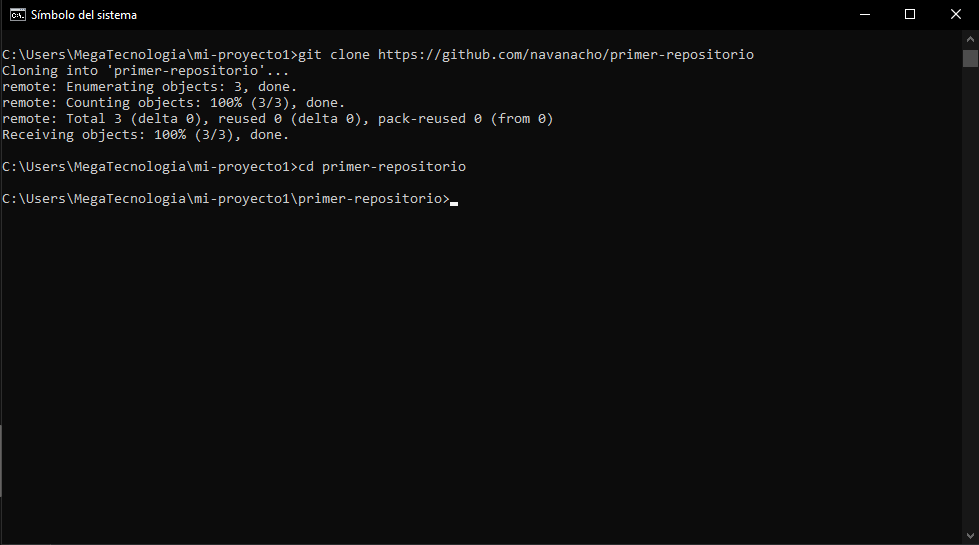 Símbolo del sistema
C:\Users\MegaTecnologia\mi-proyecto1>git clone https://github.com/navanacho/primer-repositorio
Cloning into 'primer-repositorio'...
remote: Enumerating objects: 3, done.
remote: Counting objects: 100% (3/3), done.
remote: Total 3 (delta 0), reused 0 (delta 0), pack-reused 0 (from 0)
Receiving objects: 100% (3/3), done.
C:\Users\MegaTecnologia\mi-proyecto1>cd primer-repositorio
C:\Users\MegaTecnologia\mi-proyecto1\primer-repositorio>